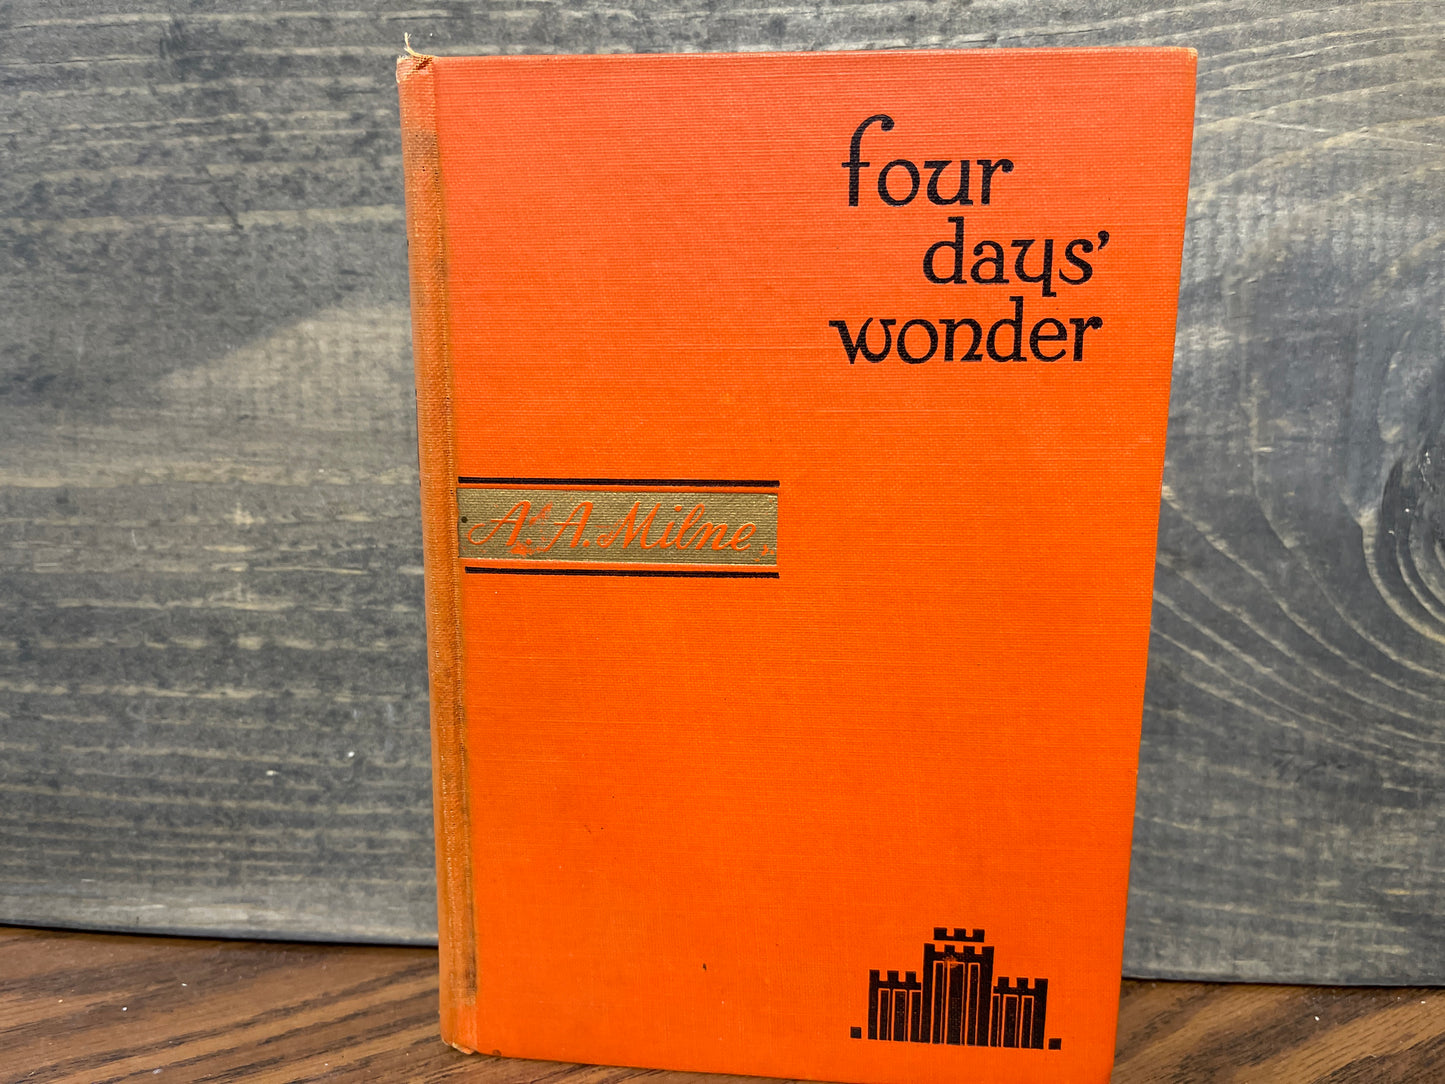 four
days’
wonder
A. A. Milne